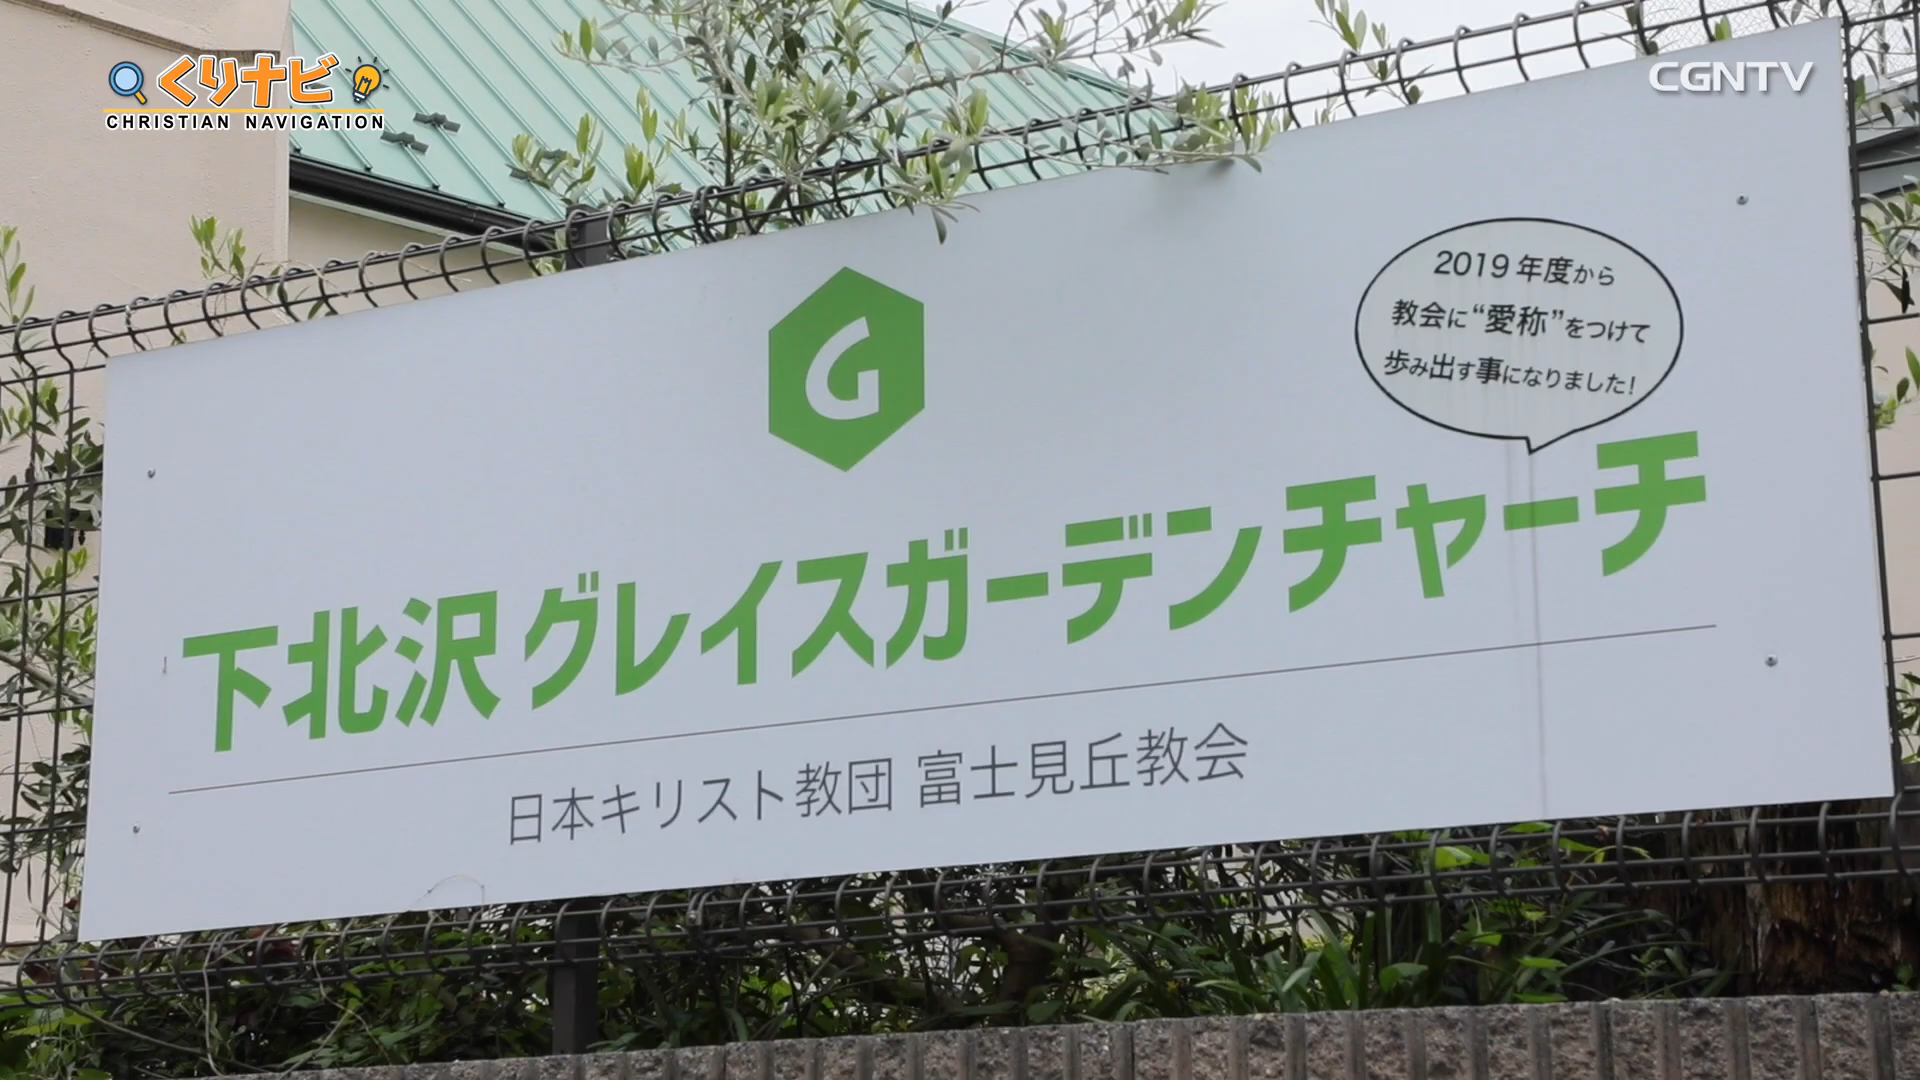 くりナビ
CHRISTIAN NAVIGATION
CGNTV
G
2019年度から
教会に“愛称”をつけて
歩み出す事になりました!
下北沢グレイスガーデンチャーチ
日本キリスト教団 富士見丘教会